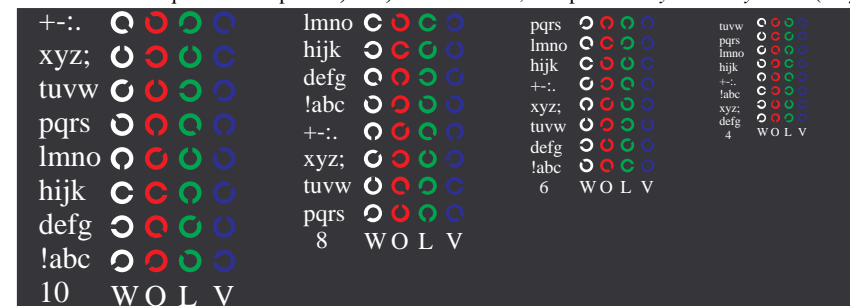 +-:.
xyz;
tuvw
pqrs
lmno
hijk
defg
!abc
10 W O L V
lmno
hijk
defg
!abc
+-:.
xyz;
tuvw
pqrs
8 W O L V
pqrs
lmno
hijk
+-:.
xyz;
tuvw
defg
!abc
6 W O L V
tuvw
pqrs
lmno
hijk
+-:.
!abc
xyz;
defg
4 W O L V